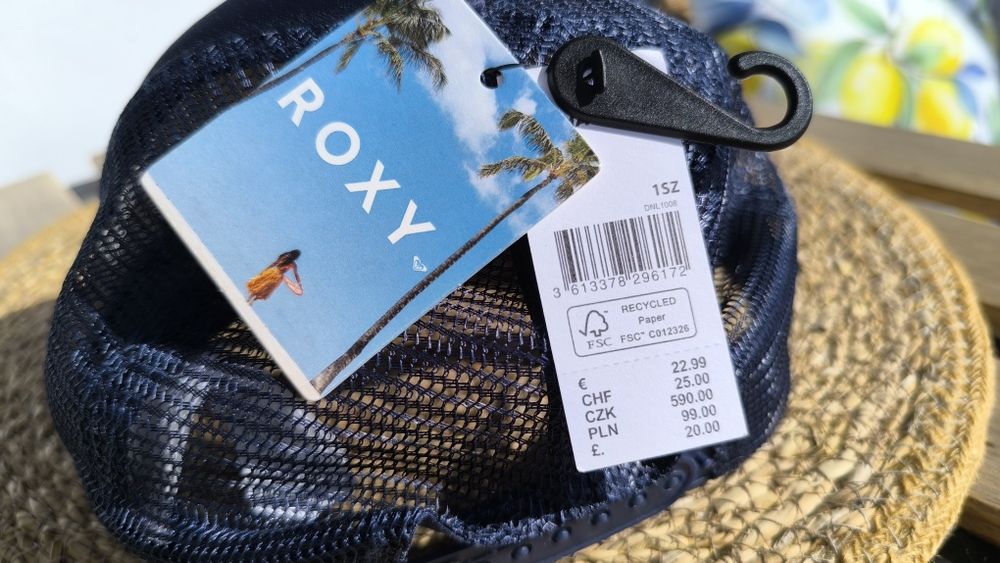 ROXY
1SZ
DNL1008
3 613378 296172
RECYCLED
Paper
FSC™ C012326
FSC
€ 22.99
CHF 25.00
CZK 590.00
PLN 99.00
£. 20.00